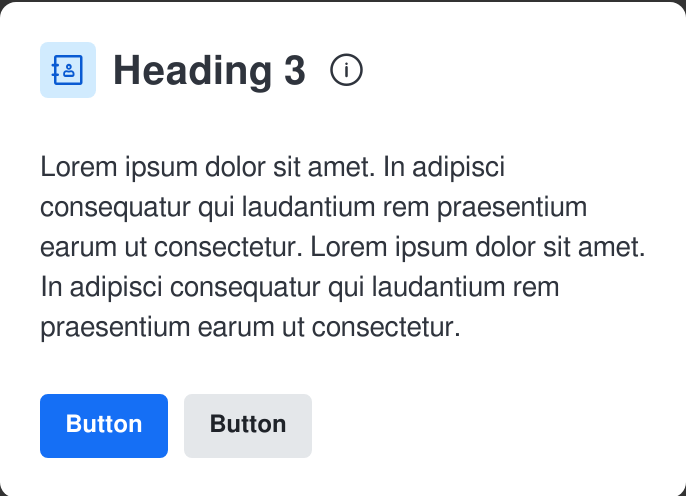 Heading 3
Lorem ipsum dolor sit amet. In adipisci
consequatur qui laudantium rem praesentium
earum ut consectetur. Lorem ipsum dolor sit amet.
In adipisci consequatur qui laudantium rem
praesentium earum ut consectetur.
Button Button